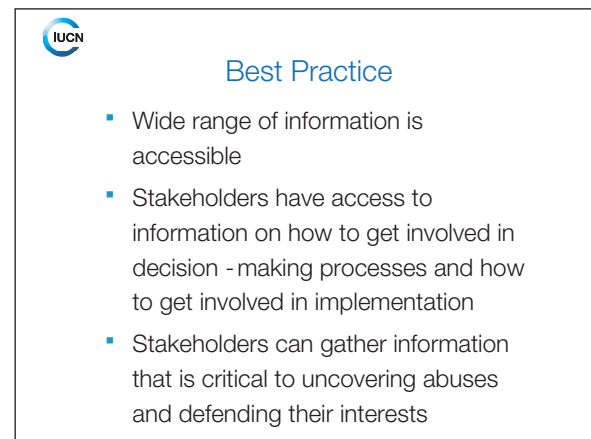 IUCN
Best Practice
▪ Wide range of information is
accessible
▪ Stakeholders have access to
information on how to get involved in
decision - making processes and how
to get involved in implementation
▪ Stakeholders can gather information
that is critical to uncovering abuses
and defending their interests